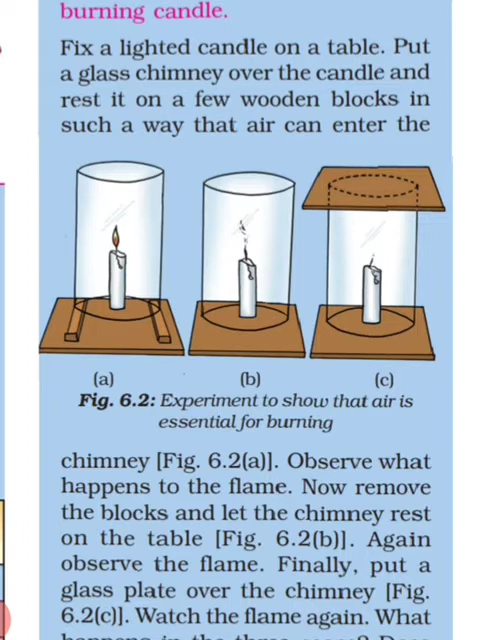 burning candle.
Fix a lighted candle on a table. Put
a glass chimney over the candle and
rest it on a few wooden blocks in
such a way that air can enter the
(a) (b) (c)
Fig. 6.2: Experiment to show that air is
essential for burning
chimney [Fig. 6.2(a)]. Observe what
happens to the flame. Now remove
the blocks and let the chimney rest
on the table [Fig. 6.2(b)]. Again
observe the flame. Finally, put a
glass plate over the chimney [Fig.
6.2(c)]. Watch the flame again. What